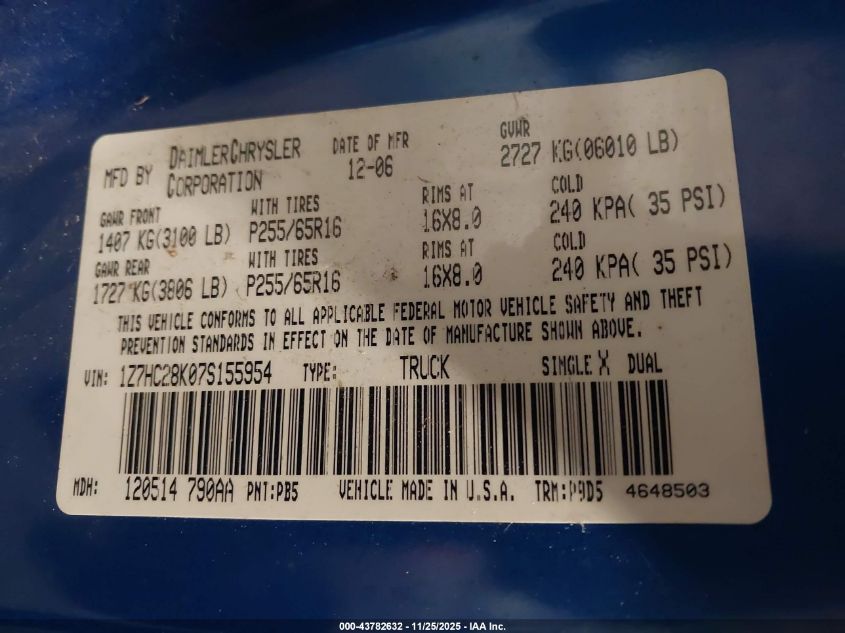 MFD BY DAIMLERCHRYSLER CORPORATION DATE OF MFR 12-06 GVWR 2727 KG(06010 LB)
GAWR FRONT WITH TIRES RIMS AT COLD
1407 KG(3100 LB) P255/65R16 16X8.0 240 KPA( 35 PSI)
GAWR REAR WITH TIRES RIMS AT COLD
1727 KG(3806 LB) P255/65R16 16X8.0 240 KPA( 35 PSI)
THIS VEHICLE CONFORMS TO ALL APPLICABLE FEDERAL MOTOR VEHICLE SAFETY AND THEFT
PREVENTION STANDARDS IN EFFECT ON THE DATE OF MANUFACTURE SHOWN ABOVE.
VIN: 1Z7HC28K07S155954 TYPE: TRUCK SINGLE X DUAL
MDH: 120514 790AA PNT:PB5 VEHICLE MADE IN U.S.A. TRM:P9D5 4648503
000-43782632 - 11/25/2025 - IAA Inc.